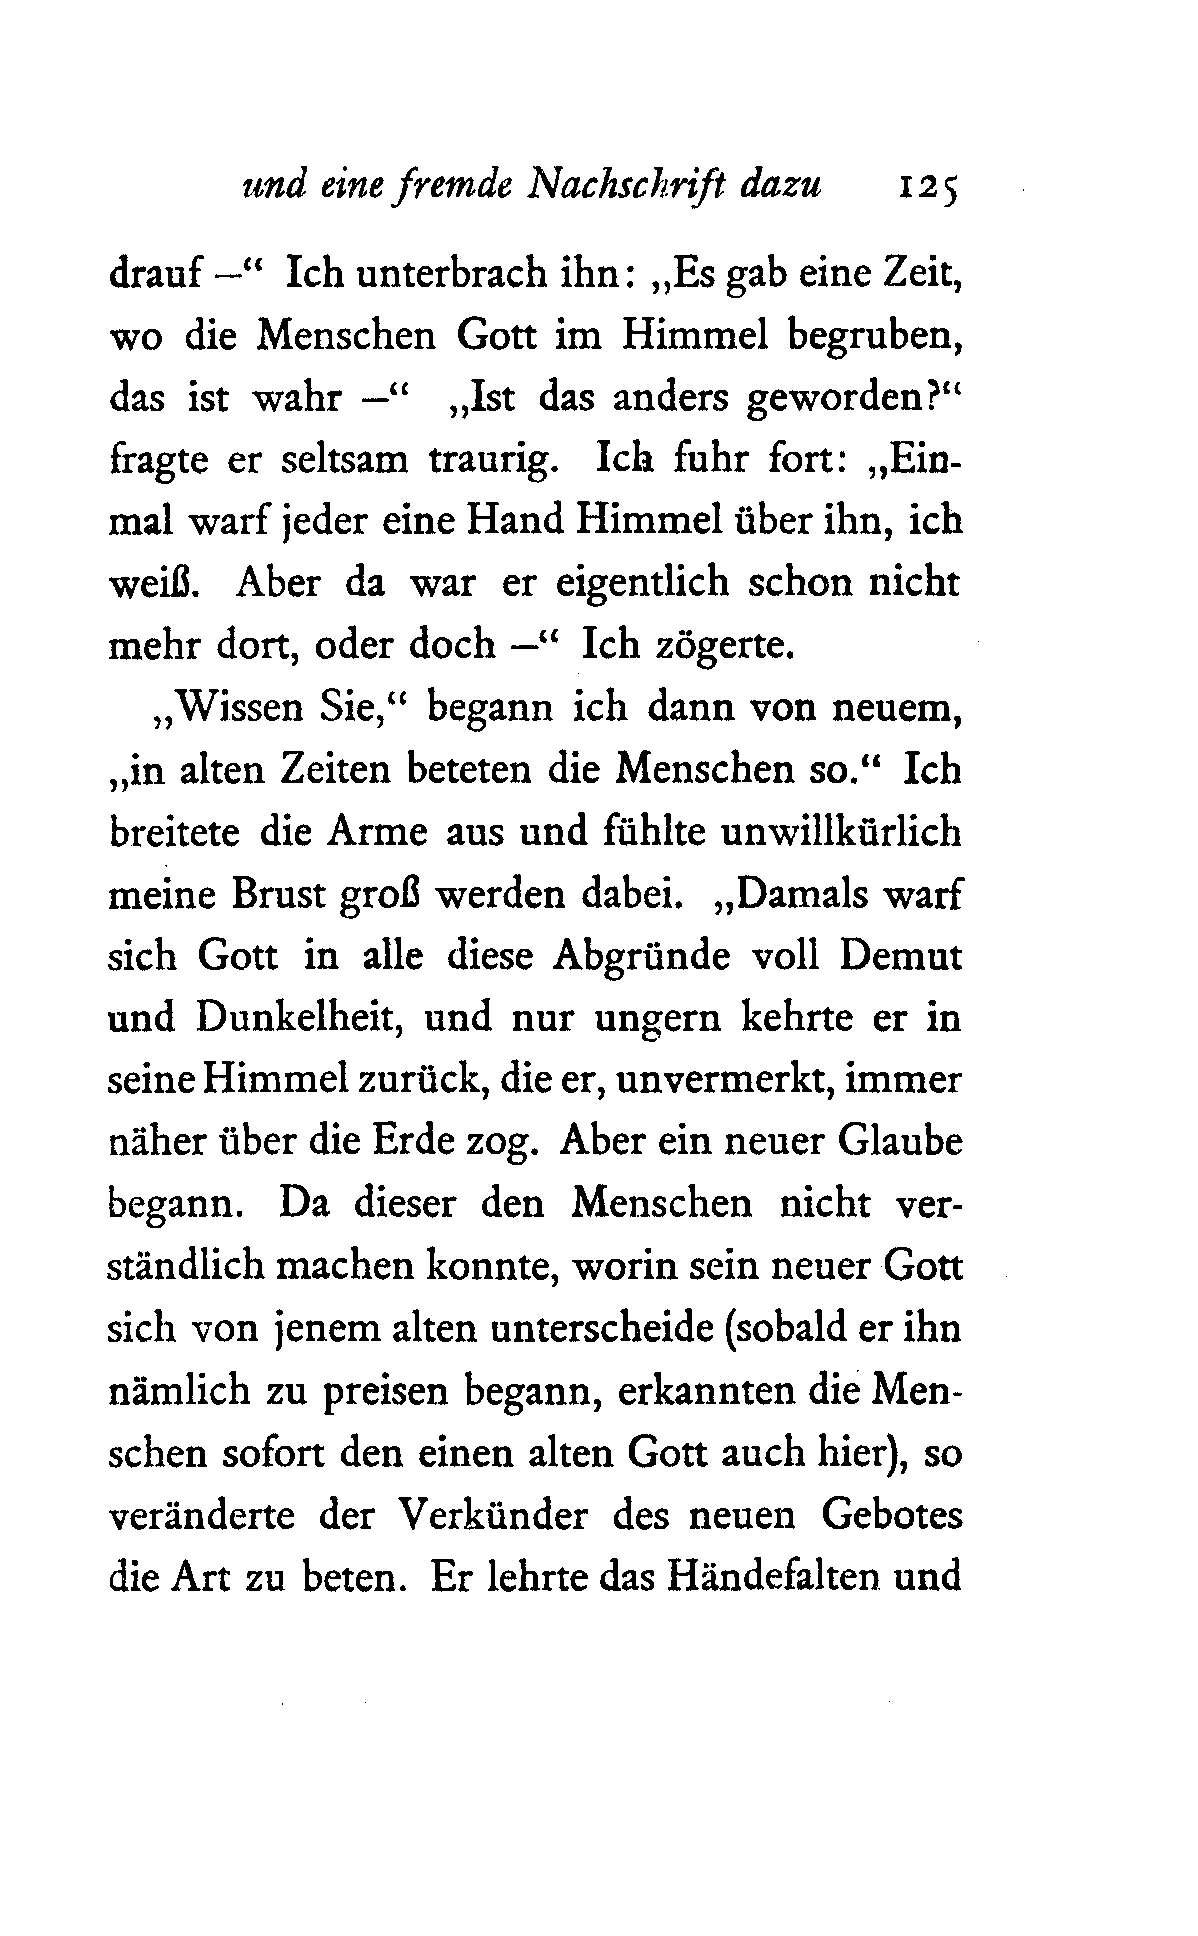 und eine fremde Nachschrift dazu 125
drauf —“ Ich unterbrach ihn: „Es gab eine Zeit,
wo die Menschen Gott im Himmel begruben,
das ist wahr —“ „Ist das anders geworden?“
fragte er seltsam traurig. Ich fuhr fort: „Ein-
mal warf jeder eine Hand Himmel über ihn, ich
weiß. Aber da war er eigentlich schon nicht
mehr dort, oder doch —“ Ich zögerte.
„Wissen Sie,“ begann ich dann von neuem,
„in alten Zeiten beteten die Menschen so.“ Ich
breitete die Arme aus und fühlte unwillkürlich
meine Brust groß werden dabei. „Damals warf
sich Gott in alle diese Abgründe voll Demut
und Dunkelheit, und nur ungern kehrte er in
seine Himmel zurück, die er, unvermerkt, immer
näher über die Erde zog. Aber ein neuer Glaube
begann. Da dieser den Menschen nicht ver-
ständlich machen konnte, worin sein neuer Gott
sich von jenem alten unterscheide (sobald er ihn
nämlich zu preisen begann, erkannten die Men-
schen sofort den einen alten Gott auch hier), so
veränderte der Verkünder des neuen Gebotes
die Art zu beten. Er lehrte das Händefalten und